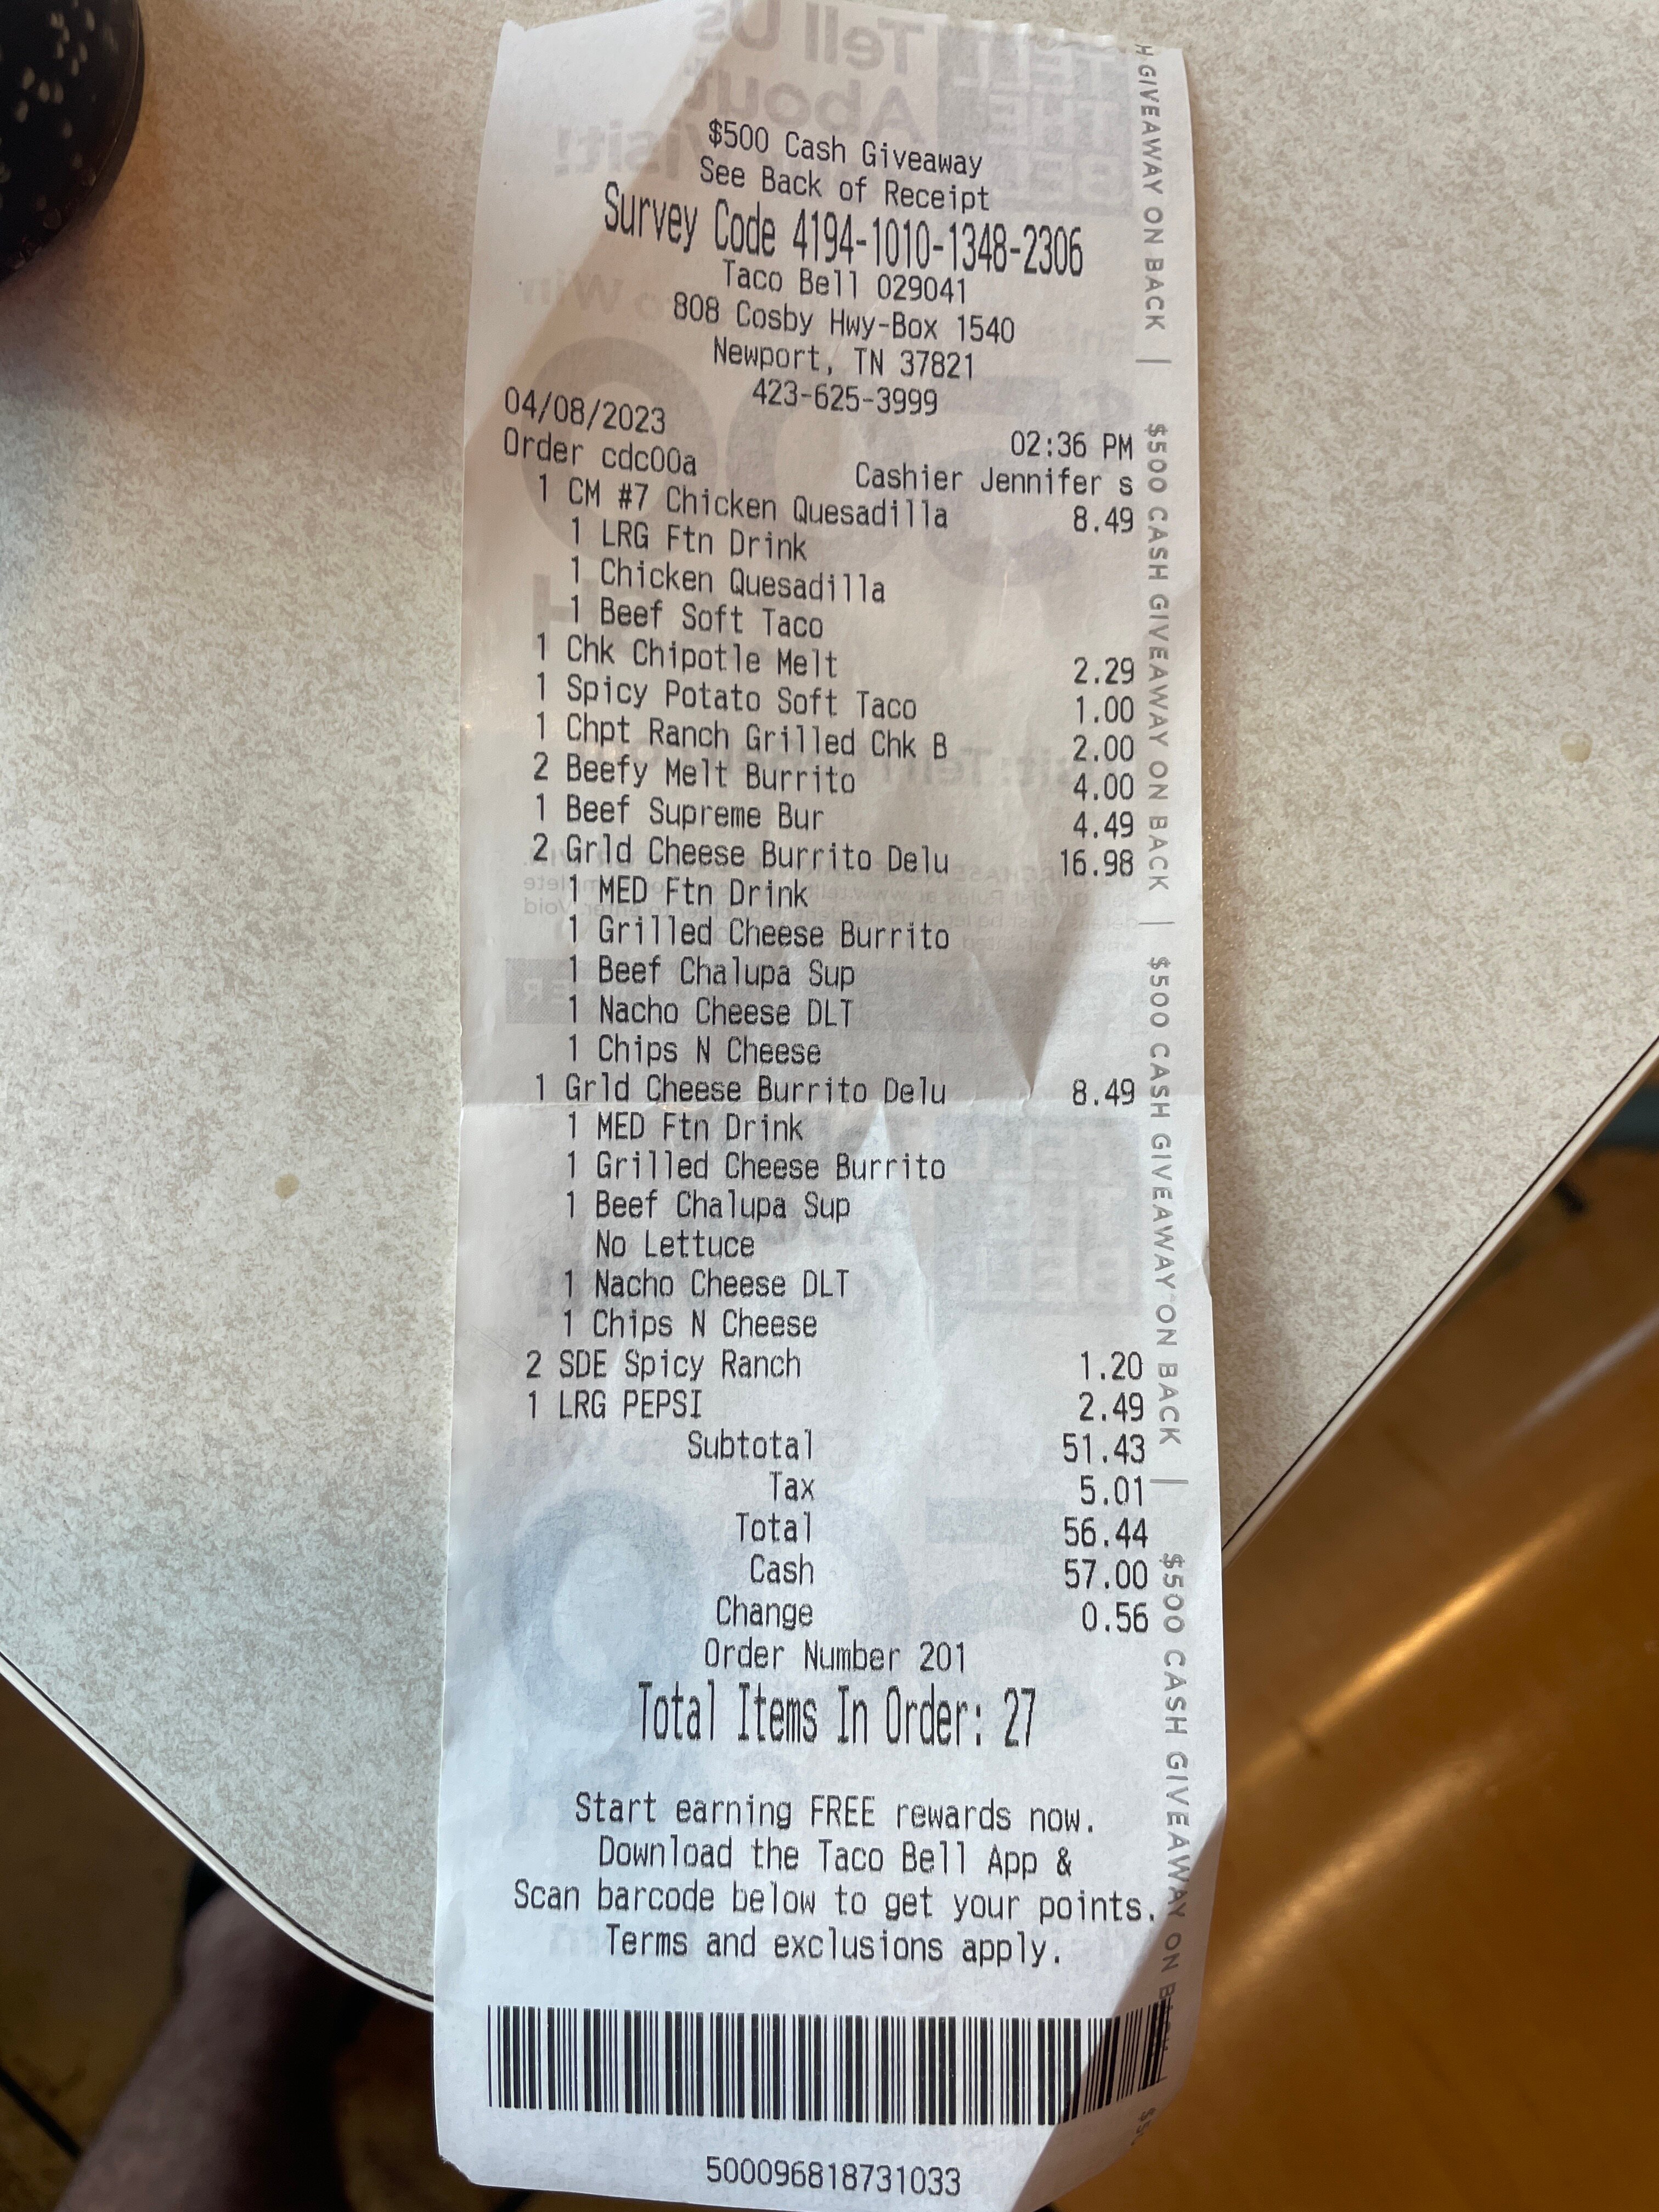 $500 Cash Giveaway
See Back of Receipt
Survey Code 4194-1010-1348-2306
Taco Bell 029041
808 Cosby Hwy-Box 1540
Newport, TN 37821
423-625-3999
04/08/2023 02:36 PM
Order cdc00a Cashier Jennifer s
1 CM #7 Chicken Quesadilla 8.49
1 LRG Ftn Drink
1 Chicken Quesadilla
1 Beef Soft Taco
1 Chk Chipotle Melt 2.29
1 Spicy Potato Soft Taco 1.00
1 Chpt Ranch Grilled Chk B 2.00
2 Beefy Melt Burrito 4.00
1 Beef Supreme Bur 4.49
2 Grld Cheese Burrito Delu 16.98
1 MED Ftn Drink
1 Grilled Cheese Burrito
1 Beef Chalupa Sup
1 Nacho Cheese DLT
1 Chips N Cheese
1 Grld Cheese Burrito Delu 8.49
1 MED Ftn Drink
1 Grilled Cheese Burrito
1 Beef Chalupa Sup
No Lettuce
1 Nacho Cheese DLT
1 Chips N Cheese
2 SDE Spicy Ranch 1.20
1 LRG PEPSI 2.49
Subtotal 51.43
Tax 5.01
Total 56.44
Cash 57.00
Change 0.56
Order Number 201
Total Items In Order: 27
Start earning FREE rewards now.
Download the Taco Bell App &
Scan barcode below to get your points.
Terms and exclusions apply.
500096818731033
H GIVEAWAY ON BACK | $500 CASH GIVEAWAY ON BACK | $500 CASH GIVEAWAY ON BACK | $500 CASH GIVEAWAY ON BACK |